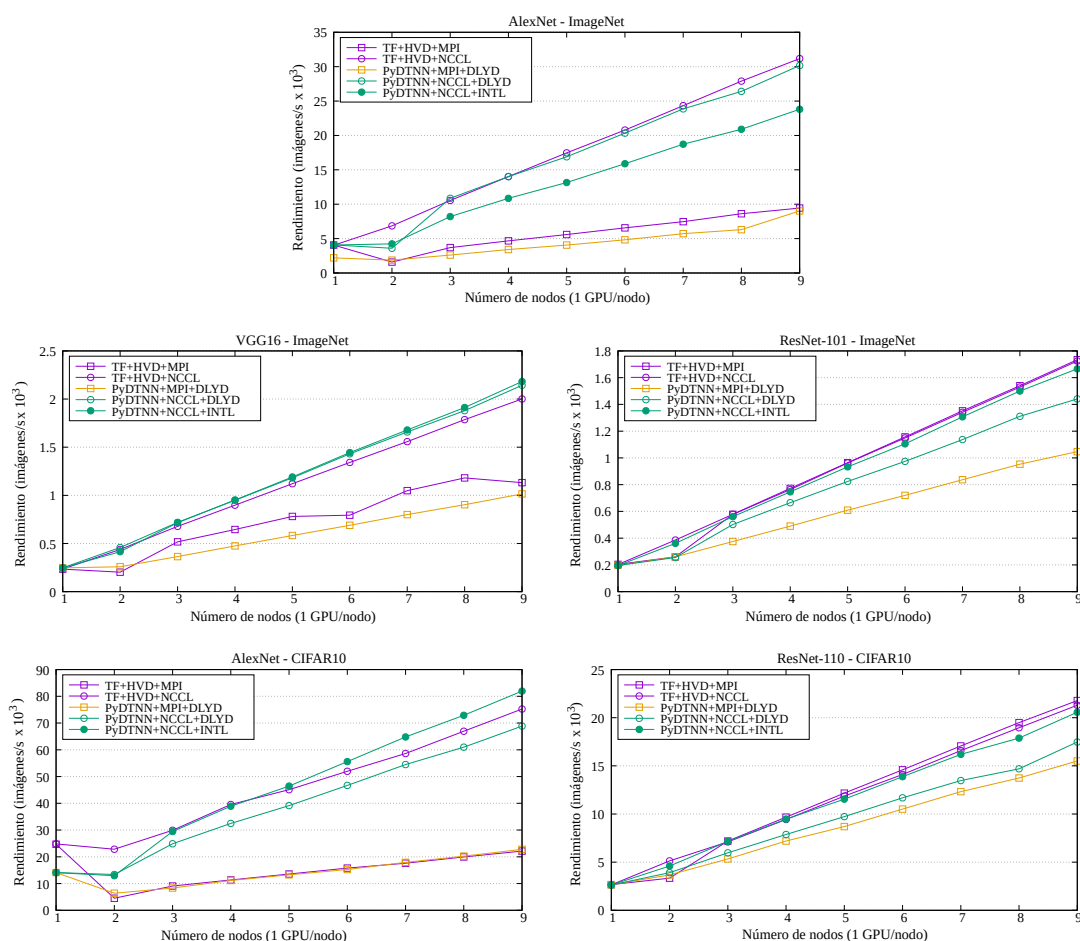 AlexNet - ImageNet
35
30
25
20
15
10
5
0
Rendimiento (imágenes/s x 10³)
TF+HVD+MPI
TF+HVD+NCCL
PyDTNN+MPI+DLYD
PyDTNN+NCCL+DLYD
PyDTNN+NCCL+INTL
1 2 3 4 5 6 7 8 9
Número de nodos (1 GPU/nodo)
VGG16 - ImageNet
2.5
2
1.5
1
0.5
0
Rendimiento (imágenes/s x 10³)
TF+HVD+MPI
TF+HVD+NCCL
PyDTNN+MPI+DLYD
PyDTNN+NCCL+DLYD
PyDTNN+NCCL+INTL
1 2 3 4 5 6 7 8 9
Número de nodos (1 GPU/nodo)
ResNet-101 - ImageNet
1.8
1.6
1.4
1.2
1
0.8
0.6
0.4
0.2
0
Rendimiento (imágenes/s x 10³)
TF+HVD+MPI
TF+HVD+NCCL
PyDTNN+MPI+DLYD
PyDTNN+NCCL+DLYD
PyDTNN+NCCL+INTL
1 2 3 4 5 6 7 8 9
Número de nodos (1 GPU/nodo)
AlexNet - CIFAR10
90
80
70
60
50
40
30
20
10
0
Rendimiento (imágenes/s x 10³)
TF+HVD+MPI
TF+HVD+NCCL
PyDTNN+MPI+DLYD
PyDTNN+NCCL+DLYD
PyDTNN+NCCL+INTL
1 2 3 4 5 6 7 8 9
Número de nodos (1 GPU/nodo)
ResNet-110 - CIFAR10
25
20
15
10
5
0
Rendimiento (imágenes/s x 10³)
TF+HVD+MPI
TF+HVD+NCCL
PyDTNN+MPI+DLYD
PyDTNN+NCCL+DLYD
PyDTNN+NCCL+INTL
1 2 3 4 5 6 7 8 9
Número de nodos (1 GPU/nodo)